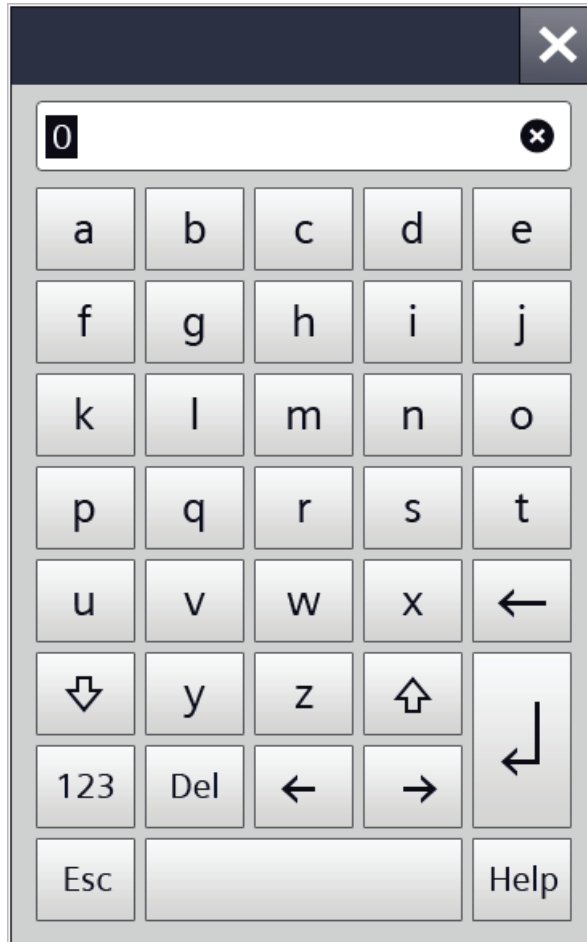 0
a b c d e
f g h i j
k l m n o
p q r s t
u v w x ←
y z
123 Del ← →
Esc Help